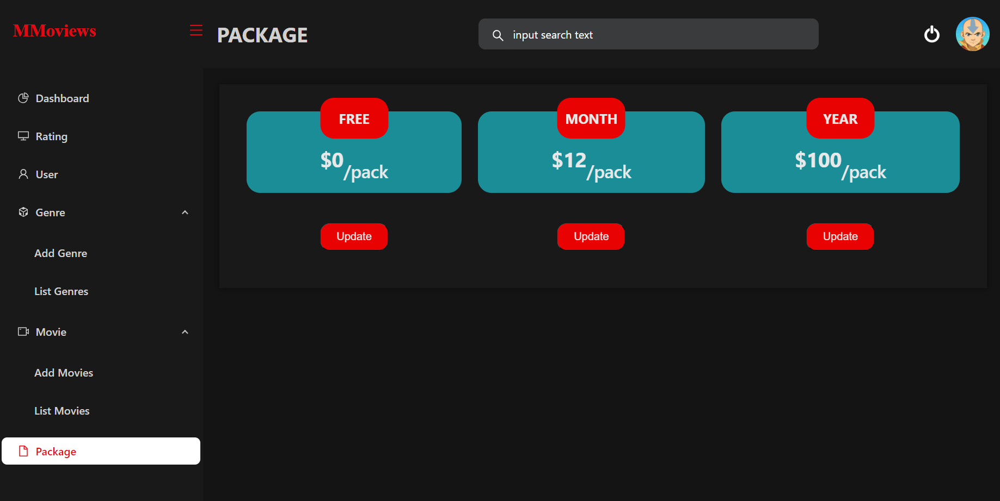 MMoviews
PACKAGE
input search text
Dashboard
Rating
User
Genre
Add Genre
List Genres
Movie
Add Movies
List Movies
Package
FREE
$0/pack
Update
MONTH
$12/pack
Update
YEAR
$100/pack
Update